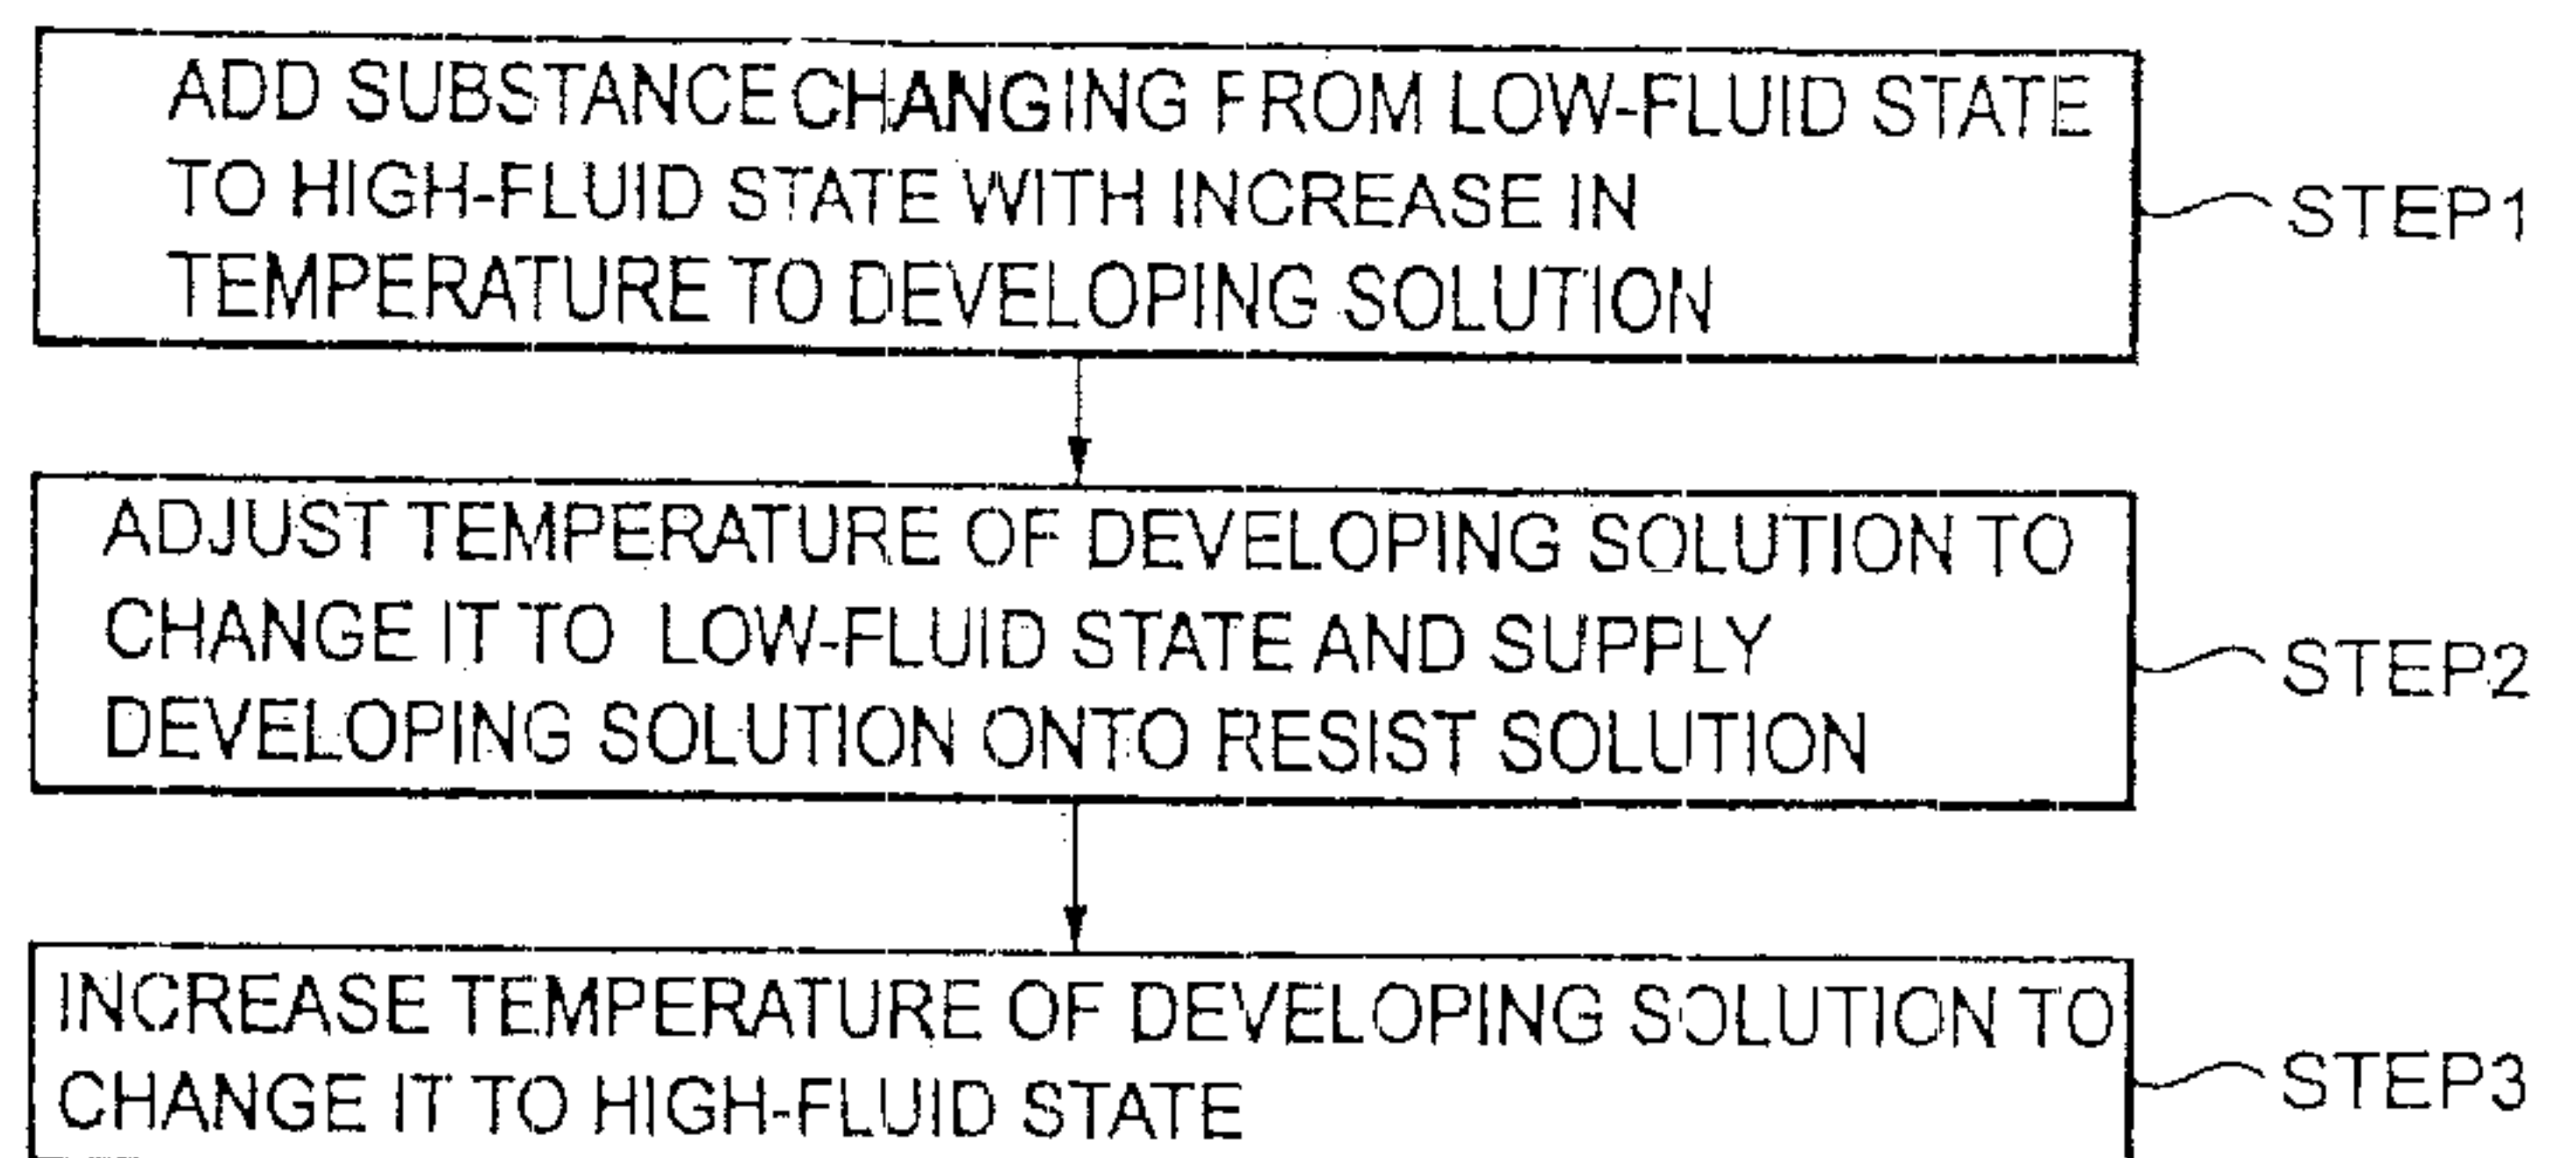 ADD SUBSTANCE CHANGING FROM LOW-FLUID STATE
TO HIGH-FLUID STATE WITH INCREASE IN
TEMPERATURE TO DEVELOPING SOLUTION
STEP1
ADJUST TEMPERATURE OF DEVELOPING SOLUTION TO
CHANGE IT TO LOW-FLUID STATE AND SUPPLY
DEVELOPING SOLUTION ONTO RESIST SOLUTION
STEP2
INCREASE TEMPERATURE OF DEVELOPING SOLUTION TO
CHANGE IT TO HIGH-FLUID STATE
STEP3